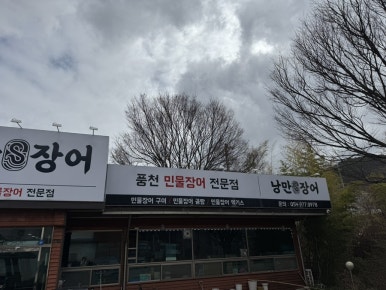 장어
민물장어 전문점
품천 민물장어 전문점
낭만 장어
민물장어 구이 민물장어 곰탕 민물장어 엑기스
문의